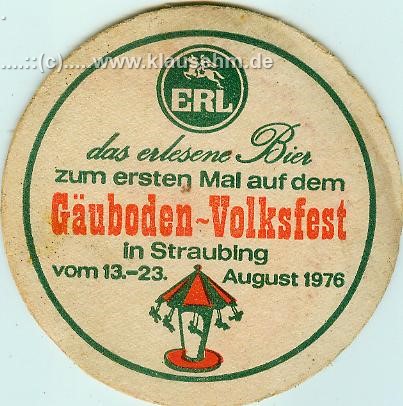 ....::(c).....www.klausehm.de
ERL
das erlesene Bier
zum ersten Mal auf dem
Gäuboden-Volksfest
in Straubing
vom 13.-23. August 1976